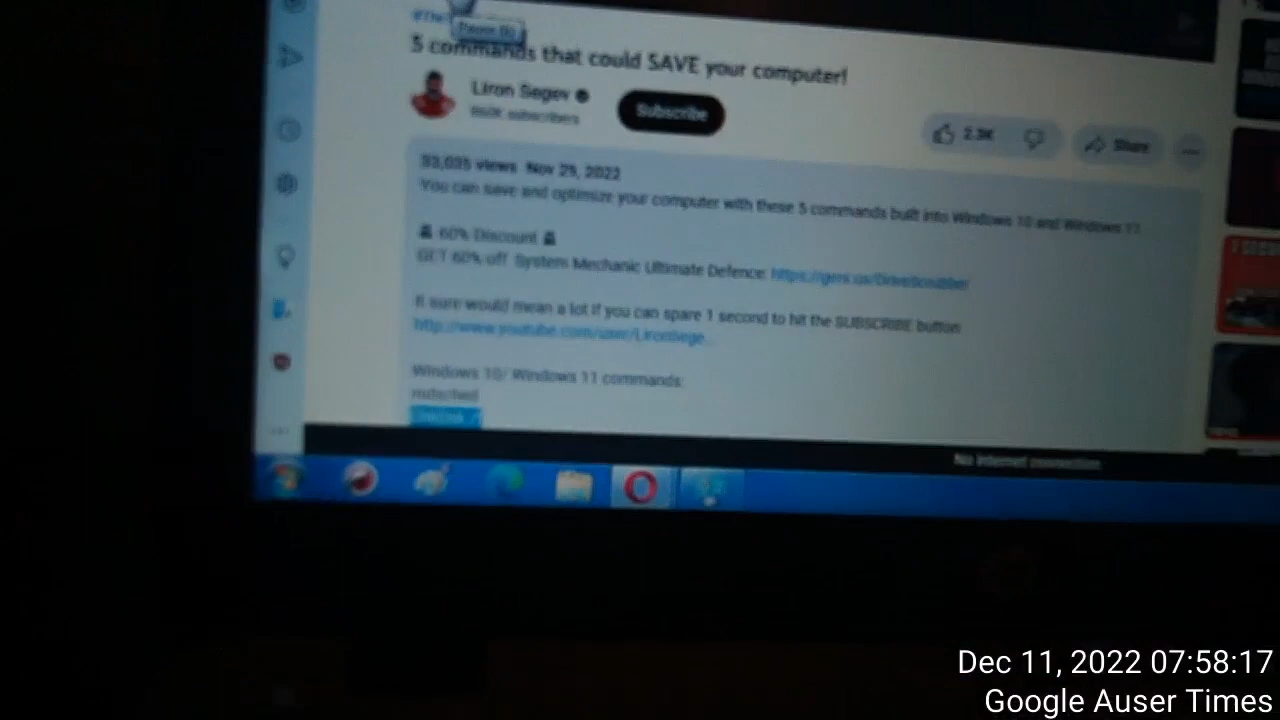 5 commands that could SAVE your computer!
Liron Segev
subscribers
Subscribe
2.3K
Share
33,035 views Nov 29, 2022
You can save and optimize your computer with these 5 commands built into Windows 10 and Windows 11.
60% Discount
GET 60% off System Mechanic Ultimate Defence:
It sure would mean a lot if you can spare 1 second to hit the SUBSCRIBE button
Windows 10/ Windows 11 commands:
No internet connection
Dec 11, 2022 07:58:17
Google Auser Times